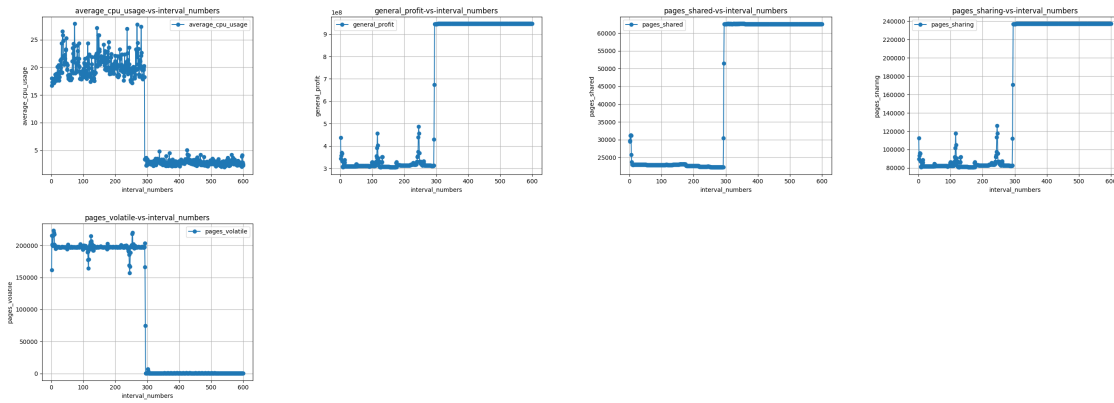 average_cpu_usage-vs-interval_numbers
average_cpu_usage
25
20
15
10
5
0 100 200 300 400 500 600
interval_numbers
average_cpu_usage
general_profit-vs-interval_numbers
1e8
general_profit
9
8
7
6
5
4
3
0 100 200 300 400 500 600
interval_numbers
general_profit
pages_shared-vs-interval_numbers
pages_shared
60000
55000
50000
45000
40000
35000
30000
25000
0 100 200 300 400 500 600
interval_numbers
pages_shared
pages_sharing-vs-interval_numbers
pages_sharing
240000
220000
200000
180000
160000
140000
120000
100000
80000
0 100 200 300 400 500 600
interval_numbers
pages_sharing
pages_volatile-vs-interval_numbers
pages_volatile
200000
150000
100000
50000
0
0 100 200 300 400 500 600
interval_numbers
pages_volatile